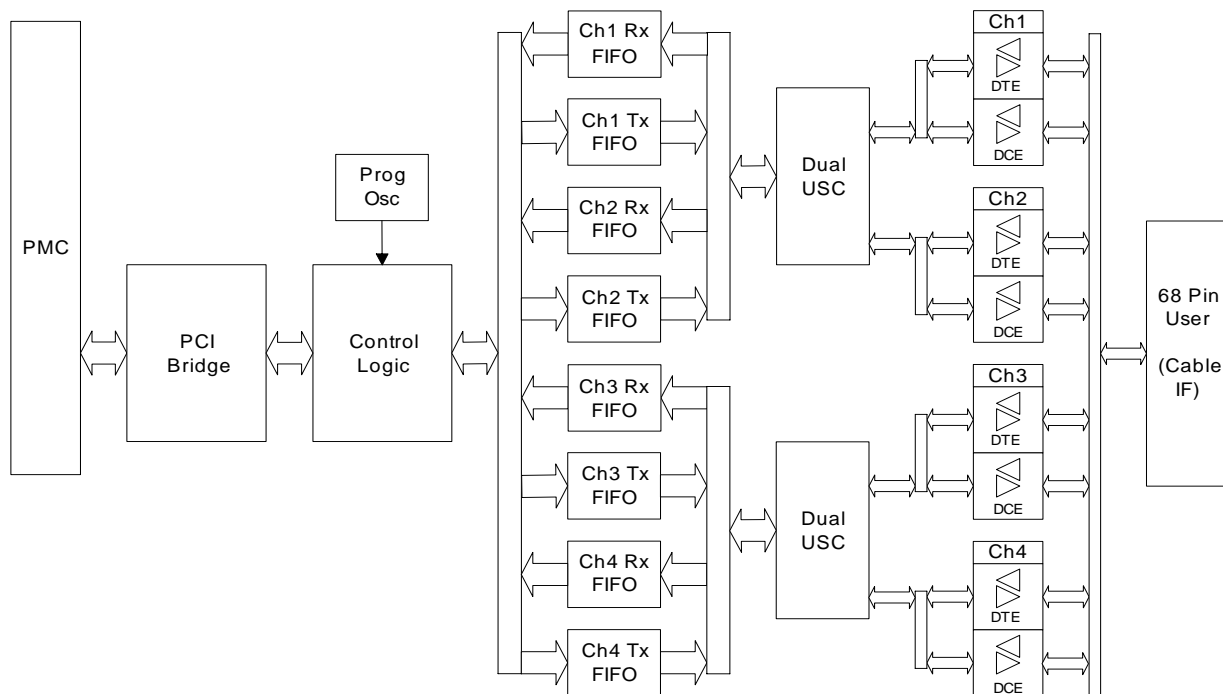 PMC
PCI
Bridge
Prog
Osc
Control
Logic
Ch1 Rx
FIFO
Ch1 Tx
FIFO
Ch2 Rx
FIFO
Ch2 Tx
FIFO
Ch3 Rx
FIFO
Ch3 Tx
FIFO
Ch4 Rx
FIFO
Ch4 Tx
FIFO
Dual
USC
Dual
USC
Ch1
DTE
DCE
Ch2
DTE
DCE
Ch3
DTE
DCE
Ch4
DTE
DCE
68 Pin
User
(Cable
IF)